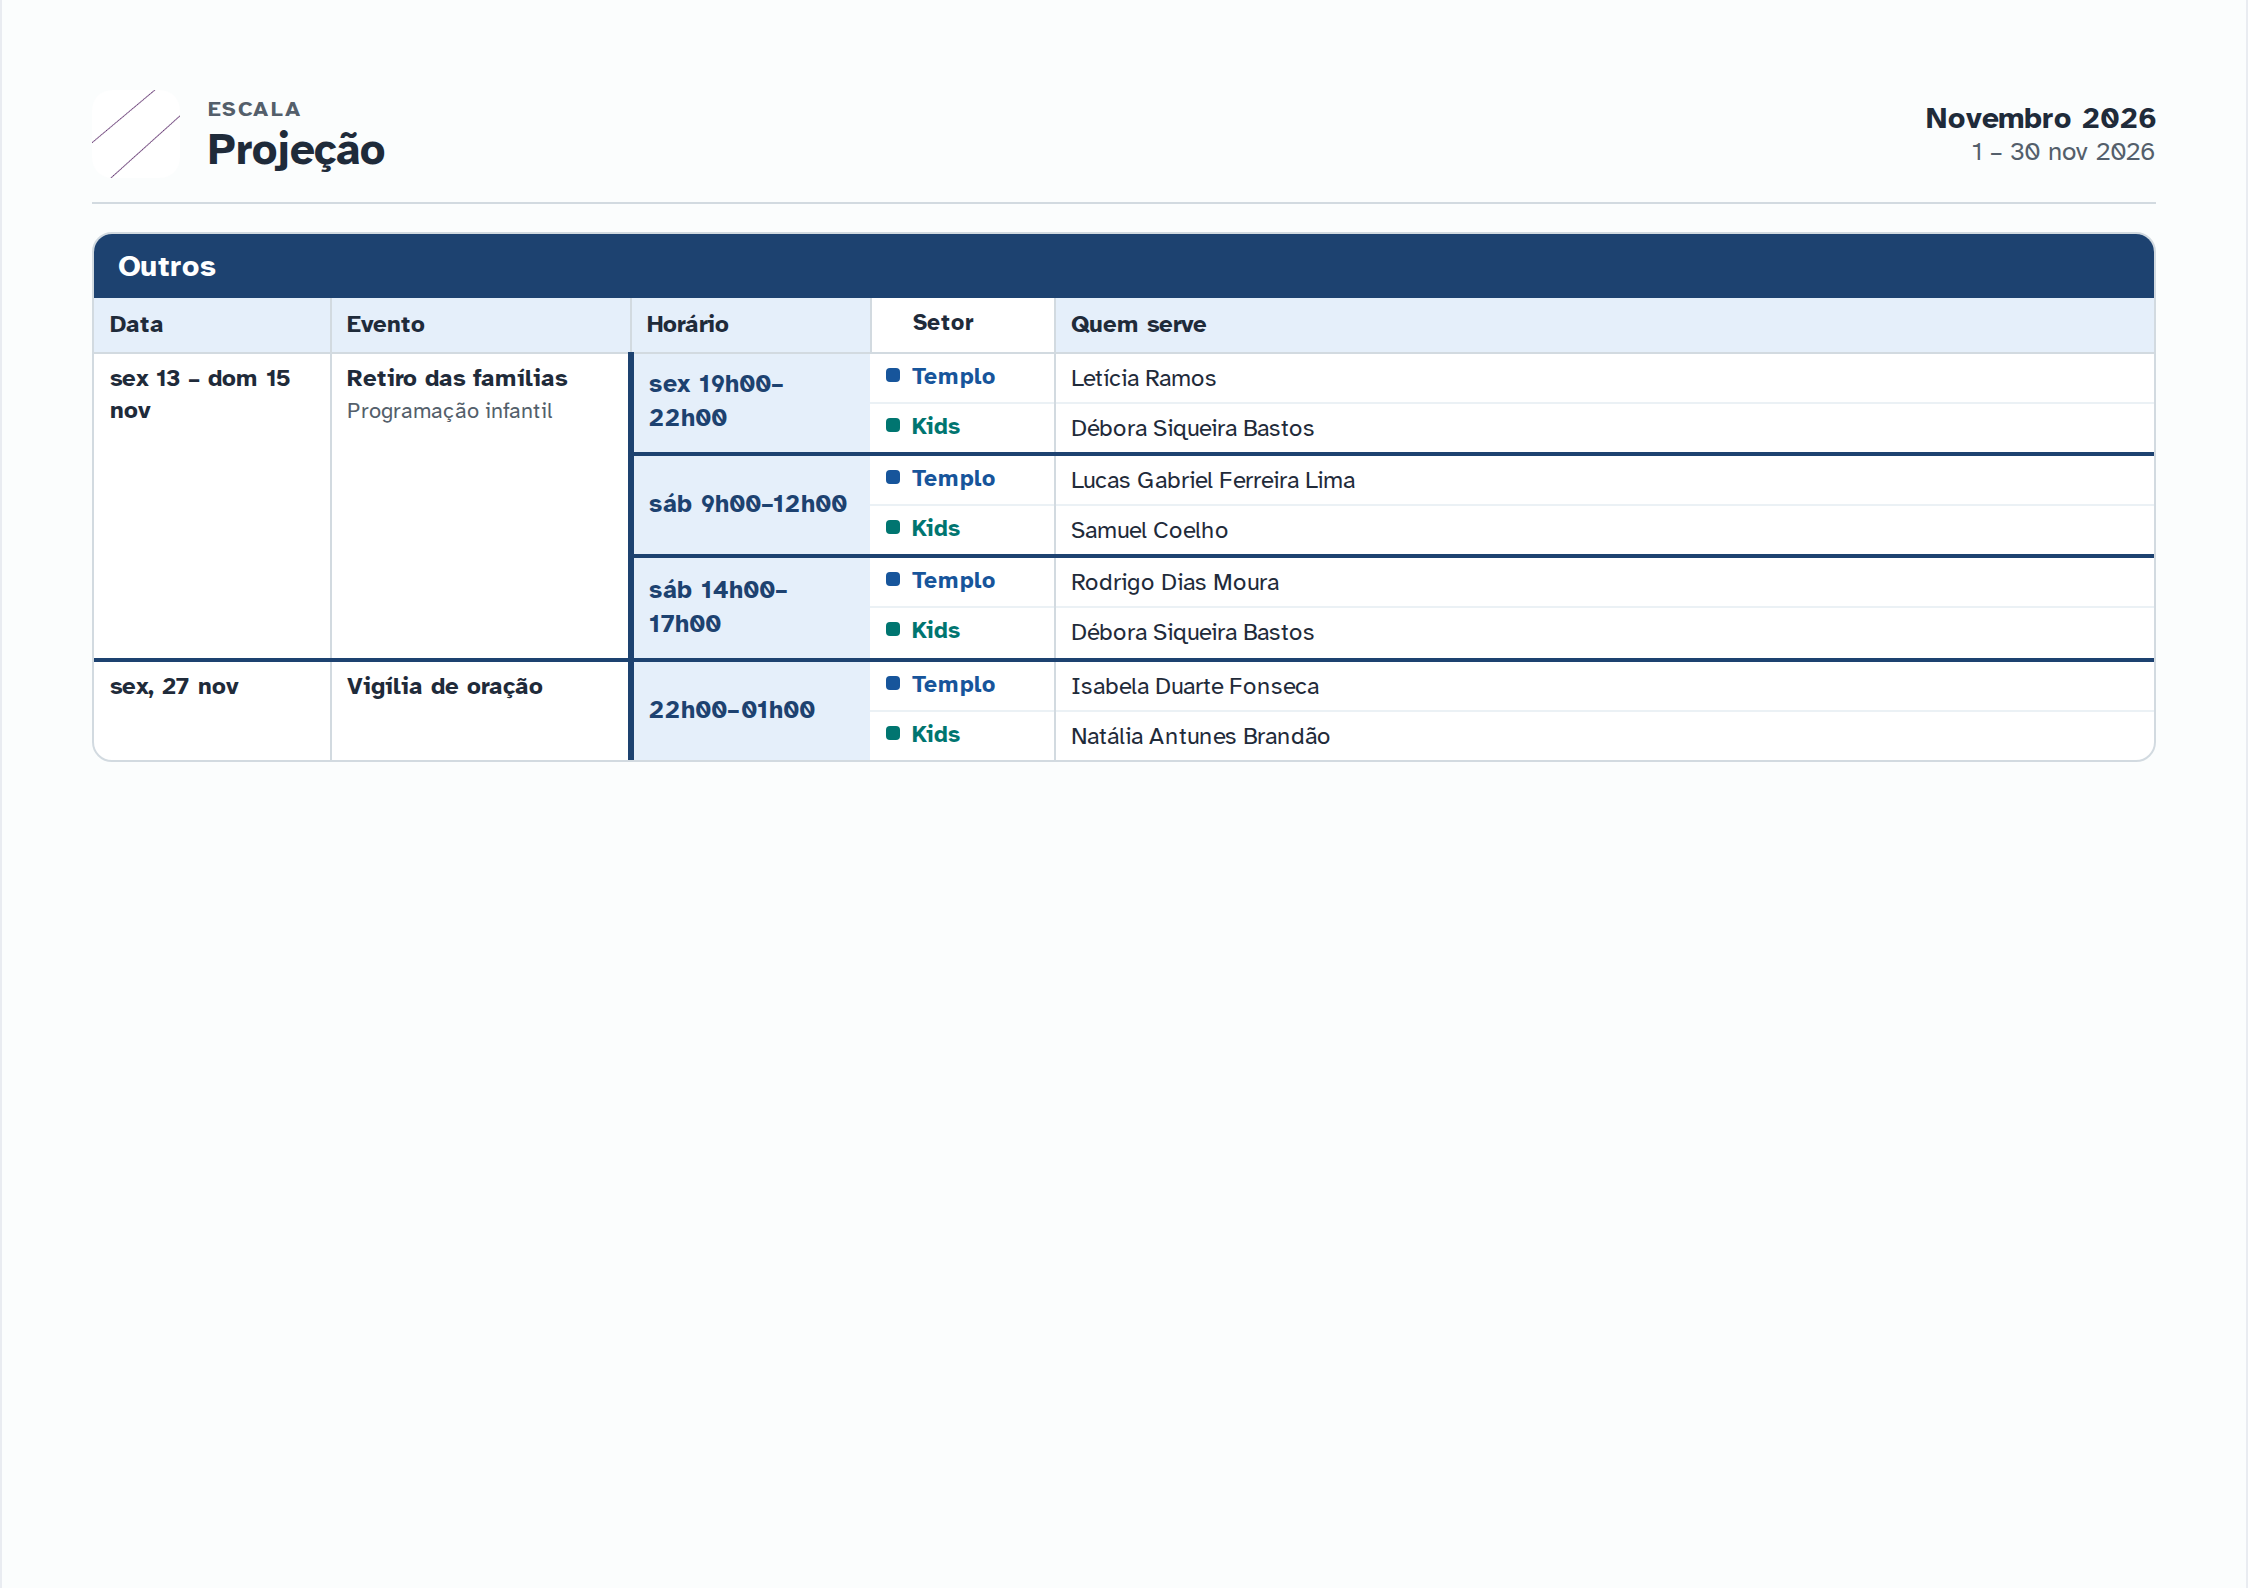 ESCALA
Projeção
Novembro 2026
1 – 30 nov 2026
Outros
Data Evento Horário Setor Quem serve
sex 13 – dom 15 nov
Retiro das famílias
Programação infantil
sex 19h00–22h00
Templo Letícia Ramos
Kids Débora Siqueira Bastos
sáb 9h00–12h00
Templo Lucas Gabriel Ferreira Lima
Kids Samuel Coelho
sáb 14h00–17h00
Templo Rodrigo Dias Moura
Kids Débora Siqueira Bastos
sex, 27 nov
Vigília de oração
22h00–01h00
Templo Isabela Duarte Fonseca
Kids Natália Antunes Brandão